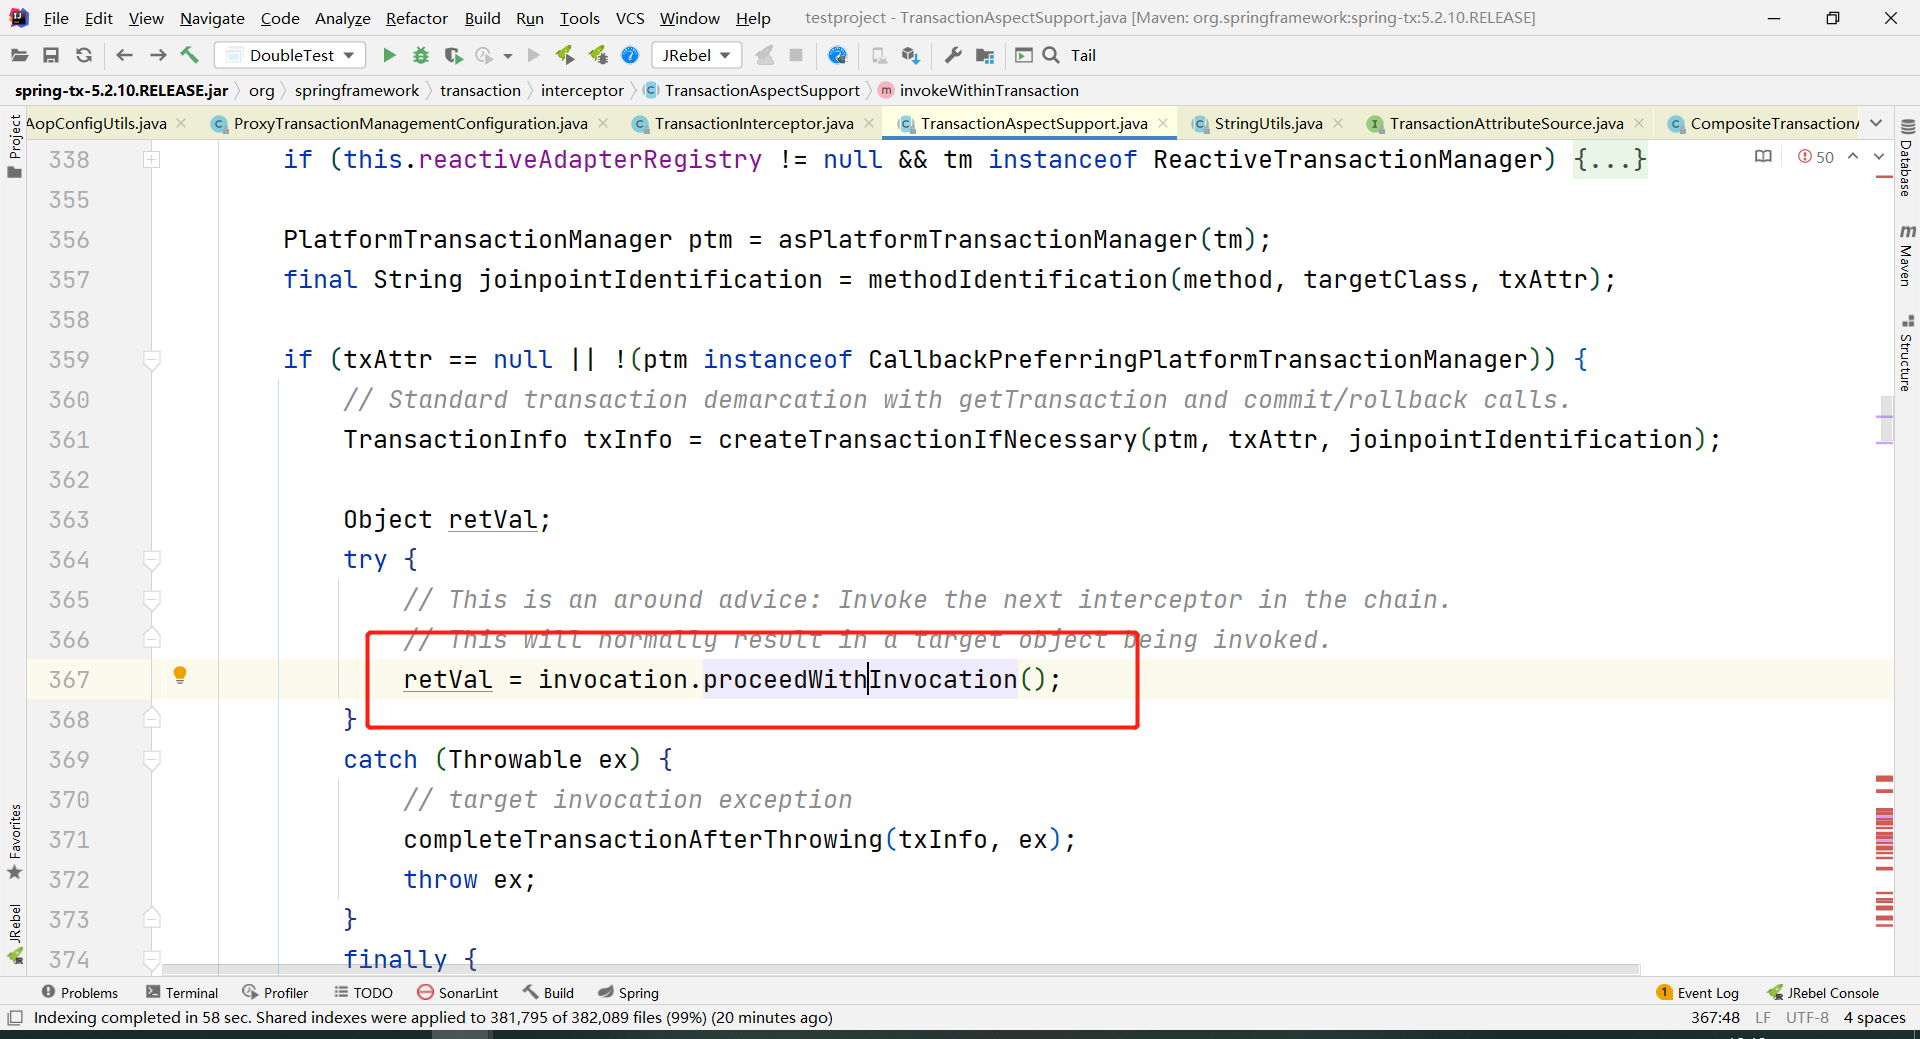 File Edit View Navigate Code Analyze Refactor Build Run Tools VCS Window Help testproject - TransactionAspectSupport.java [Maven: org.springframework:spring-tx:5.2.10.RELEASE]
DoubleTest JRebel Tail
spring-tx-5.2.10.RELEASE.jar org springframework transaction interceptor TransactionAspectSupport invokeWithinTransaction
AopConfigUtils.java ProxyTransactionManagementConfiguration.java TransactionInterceptor.java TransactionAspectSupport.java StringUtils.java TransactionAttributeSource.java CompositeTransactionA
338 if (this.reactiveAdapterRegistry != null && tm instanceof ReactiveTransactionManager) {...} 50
355
356 PlatformTransactionManager ptm = asPlatformTransactionManager(tm);
357 final String joinpointIdentification = methodIdentification(method, targetClass, txAttr);
358
359 if (txAttr == null || !(ptm instanceof CallbackPreferringPlatformTransactionManager)) {
360 // Standard transaction demarcation with getTransaction and commit/rollback calls.
361 TransactionInfo txInfo = createTransactionIfNecessary(ptm, txAttr, joinpointIdentification);
362
363 Object retVal;
364 try {
365 // This is an around advice: Invoke the next interceptor in the chain.
366 // This will normally result in a target object being invoked.
367 retVal = invocation.proceedWithInvocation();
368 }
369 catch (Throwable ex) {
370 // target invocation exception
371 completeTransactionAfterThrowing(txInfo, ex);
372 throw ex;
373 }
374 finally {
Project
Favorites
JRebel
Database
Maven
Structure
Problems Terminal Profiler TODO SonarLint Build Spring 1 Event Log JRebel Console
Indexing completed in 58 sec. Shared indexes were applied to 381,795 of 382,089 files (99%) (20 minutes ago) 367:48 LF UTF-8 4 spaces